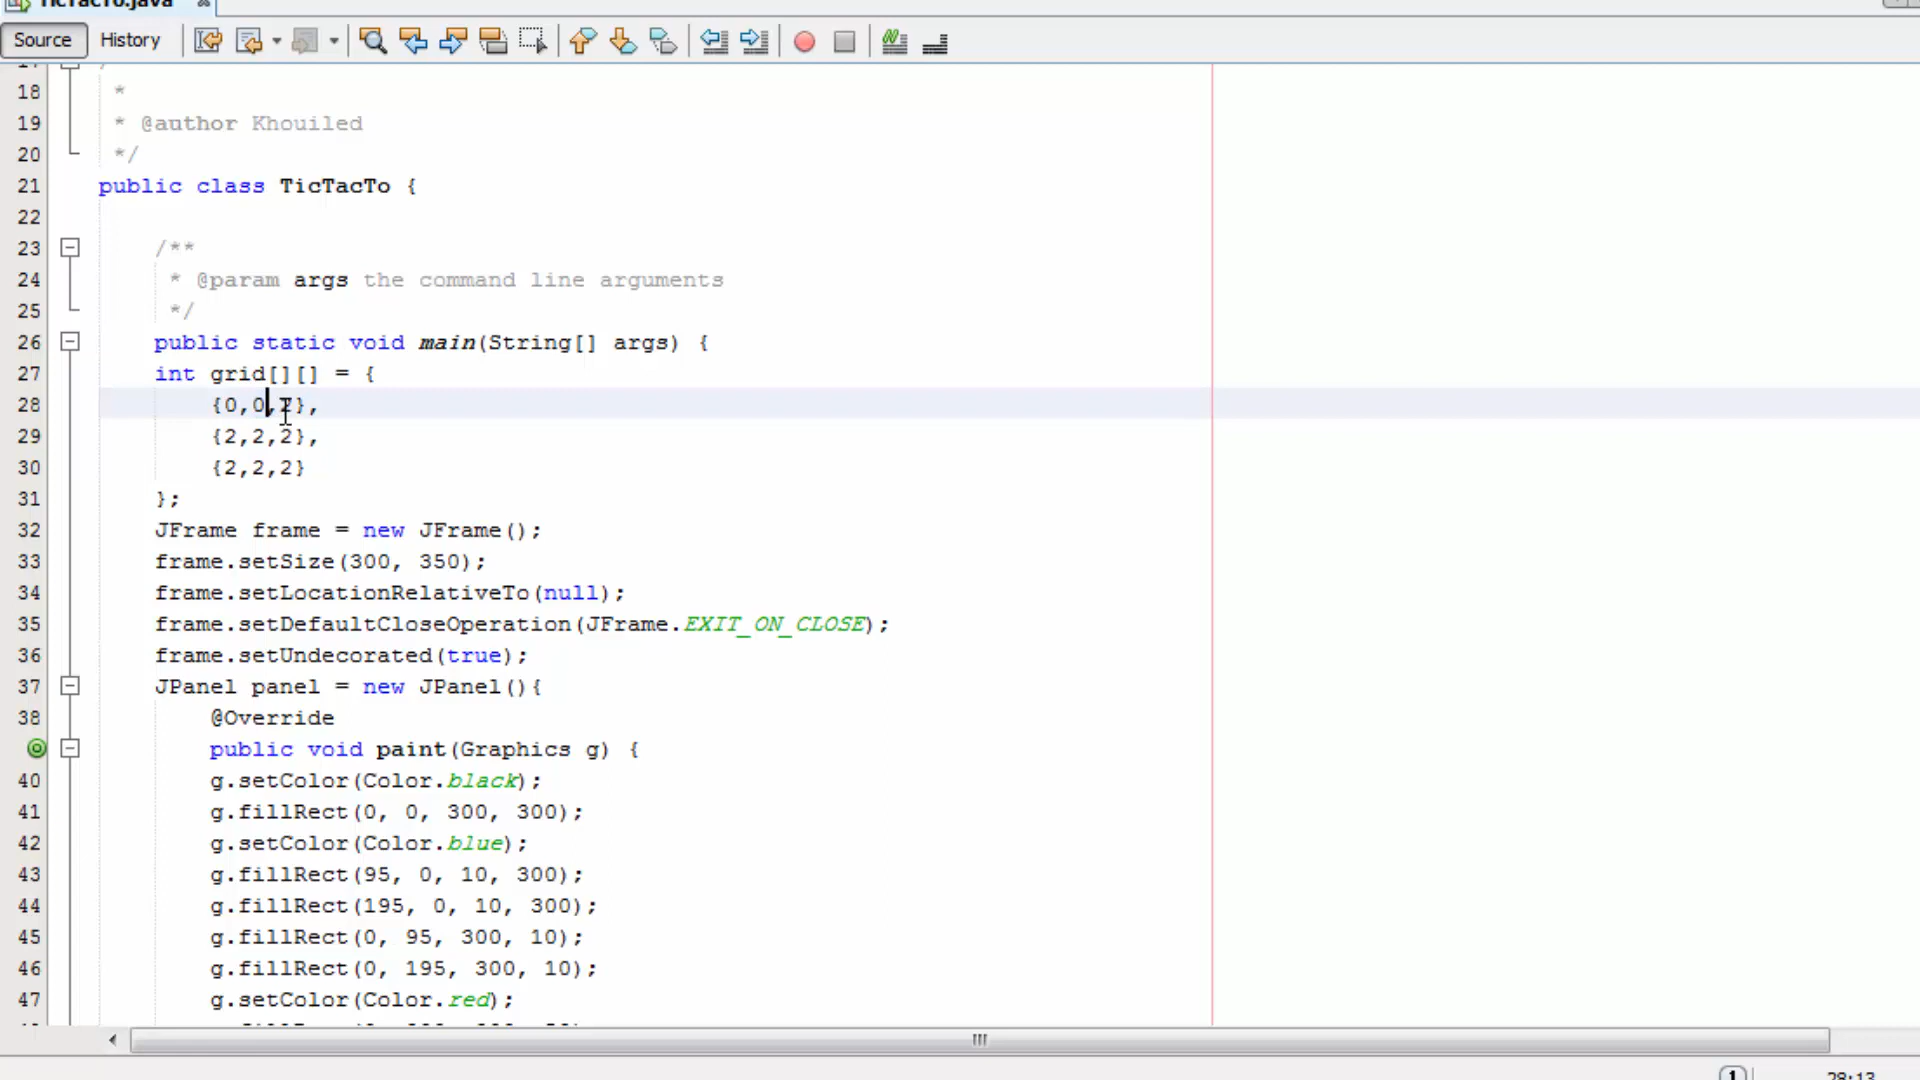 TicTacTo.java
Source History
18 *
19 * @author Khouiled
20 */
21 public class TicTacTo {
22
23 /**
24 * @param args the command line arguments
25 */
26 public static void main(String[] args) {
27 int grid[][] = {
28 {0,0,2},
29 {2,2,2},
30 {2,2,2}
31 };
32 JFrame frame = new JFrame();
33 frame.setSize(300, 350);
34 frame.setLocationRelativeTo(null);
35 frame.setDefaultCloseOperation(JFrame.EXIT_ON_CLOSE);
36 frame.setUndecorated(true);
37 JPanel panel = new JPanel(){
38 @Override
public void paint(Graphics g) {
40 g.setColor(Color.black);
41 g.fillRect(0, 0, 300, 300);
42 g.setColor(Color.blue);
43 g.fillRect(95, 0, 10, 300);
44 g.fillRect(195, 0, 10, 300);
45 g.fillRect(0, 95, 300, 10);
46 g.fillRect(0, 195, 300, 10);
47 g.setColor(Color.red);
28:13